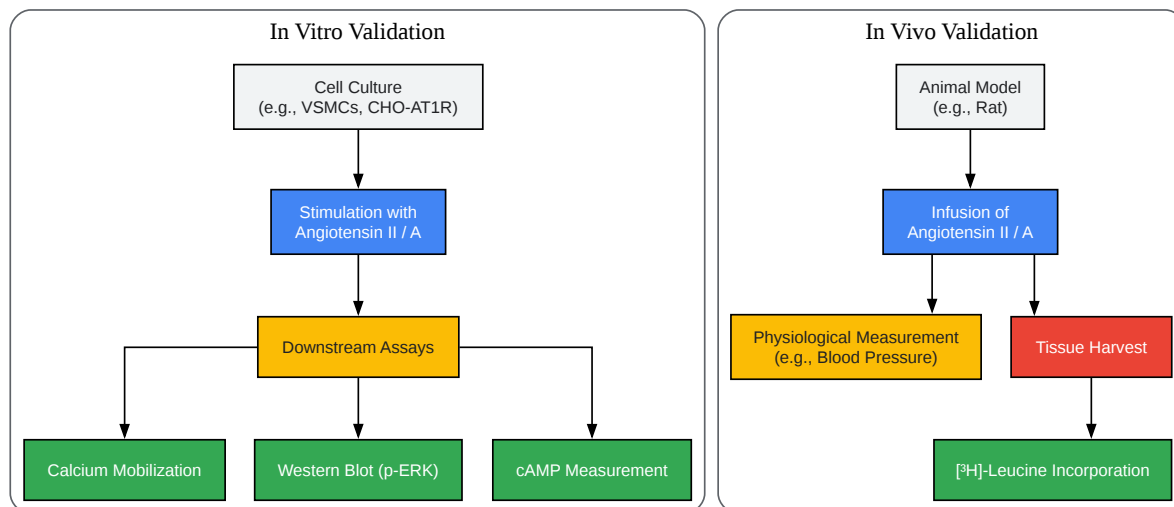 In Vitro Validation
Cell Culture
(e.g., VSMCs, CHO-AT1R)
Stimulation with
Angiotensin II / A
Downstream Assays
Calcium Mobilization
Western Blot (p-ERK)
cAMP Measurement
In Vivo Validation
Animal Model
(e.g., Rat)
Infusion of
Angiotensin II / A
Physiological Measurement
(e.g., Blood Pressure)
Tissue Harvest
[³H]-Leucine Incorporation